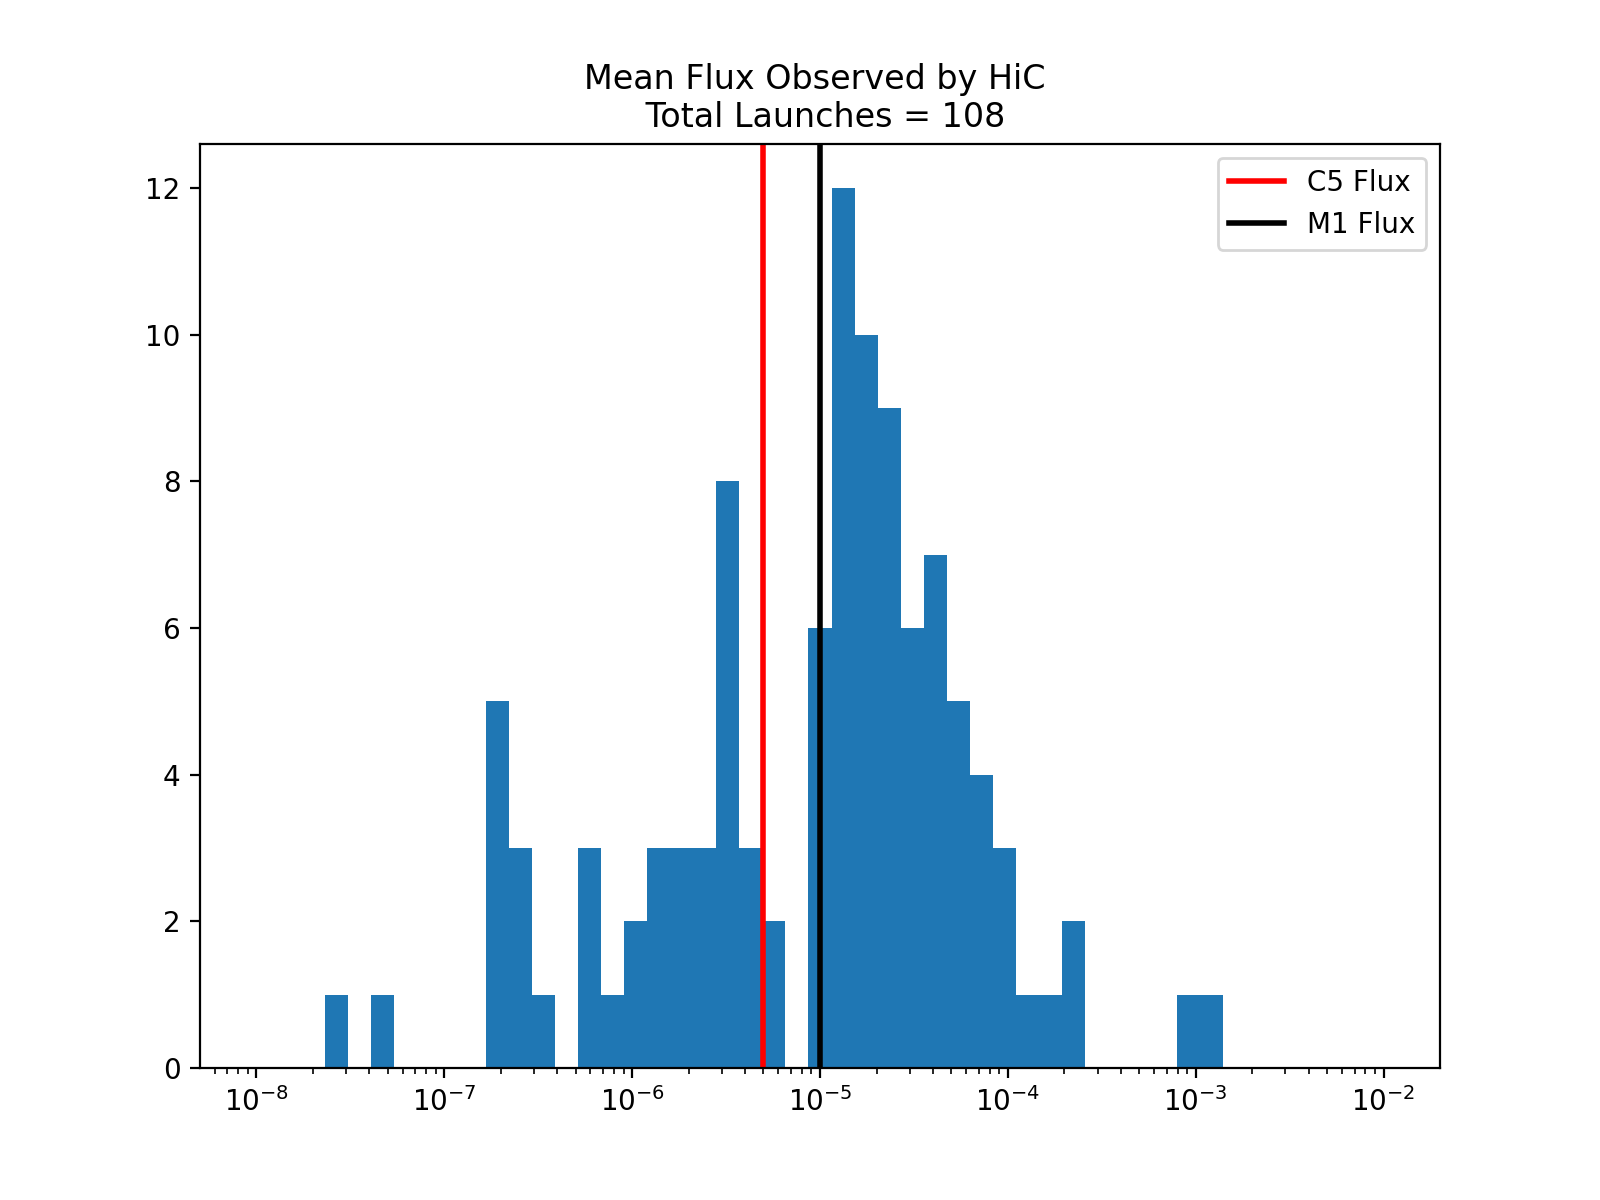 Mean Flux Observed by HiC
Total Launches = 108
C5 Flux
M1 Flux
12
10
8
6
4
2
0
10⁻⁸ 10⁻⁷ 10⁻⁶ 10⁻⁵ 10⁻⁴ 10⁻³ 10⁻²